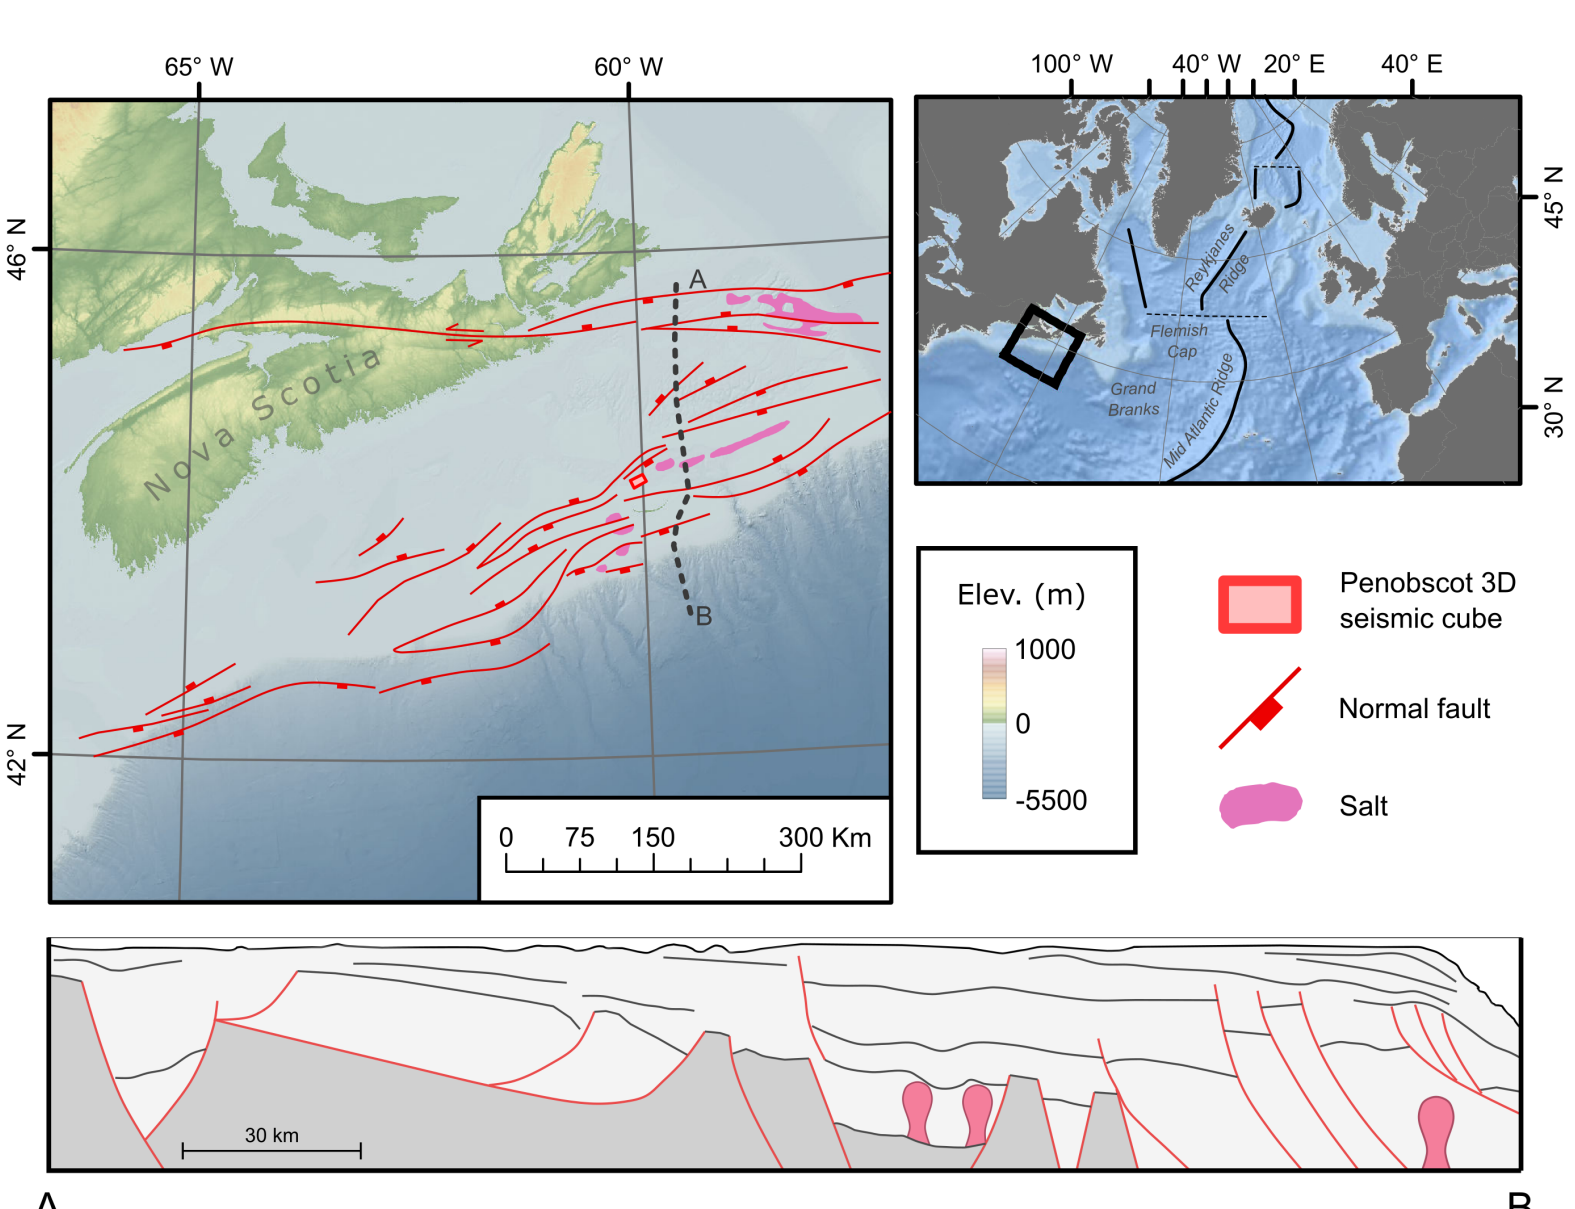 65° W
60° W
100° W
40° W
20° E
40° E
46° N
42° N
45° N
30° N
A
B
Nova Scotia
0
75
150
300 Km
Reykjanes
Ridge
Flemish
Cap
Grand
Branks
Mid Atlantic Ridge
Elev. (m)
1000
0
-5500
Penobscot 3D
seismic cube
Normal fault
Salt
30 km
A
B